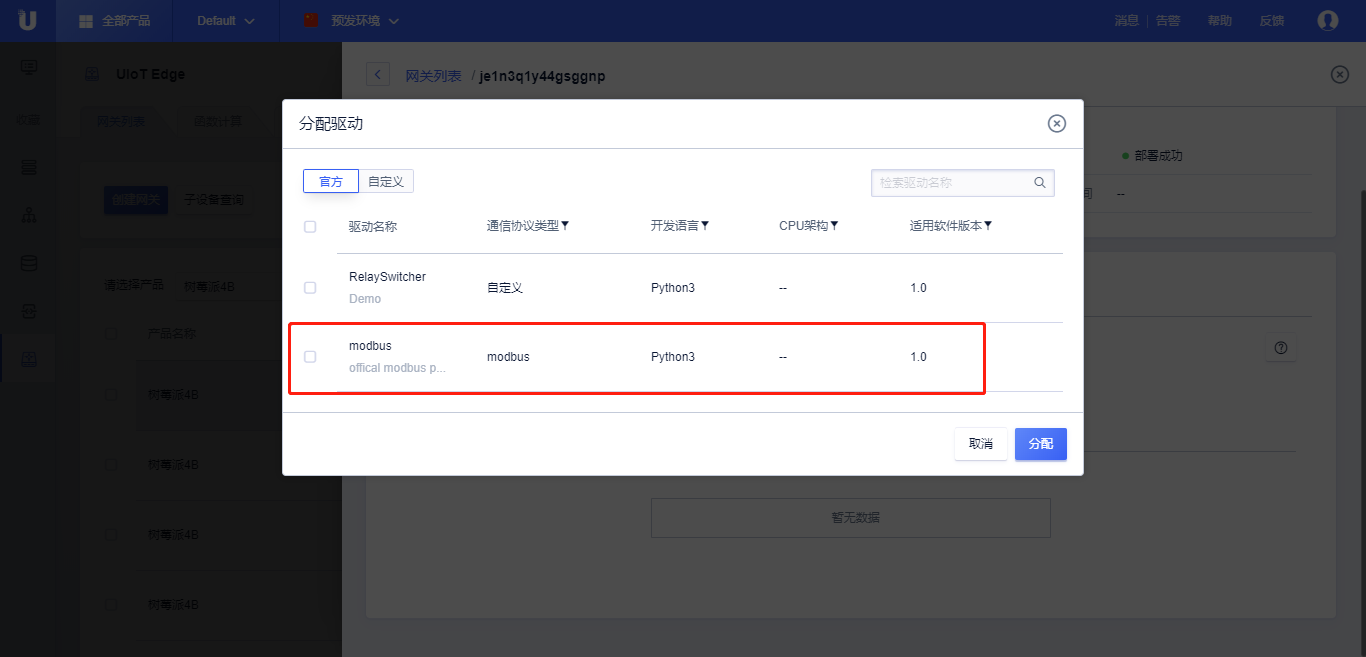 U 全部产品 Default 预发环境 消息 告警 帮助 反馈
UIoT Edge
网关列表 / je1n3q1y44gsggnp
网关列表 函数计算
分配驱动
部署成功
官方 自定义 检索驱动名称
创建网关 子设备查询
间 --
驱动名称 通信协议类型 开发语言 CPU架构 适用软件版本
请选择产品 树莓派4B
RelaySwitcher
Demo
自定义 Python3 -- 1.0
产品名称
modbus
offical modbus p...
modbus Python3 -- 1.0
树莓派4B
取消 分配
树莓派4B
暂无数据
树莓派4B
树莓派4B